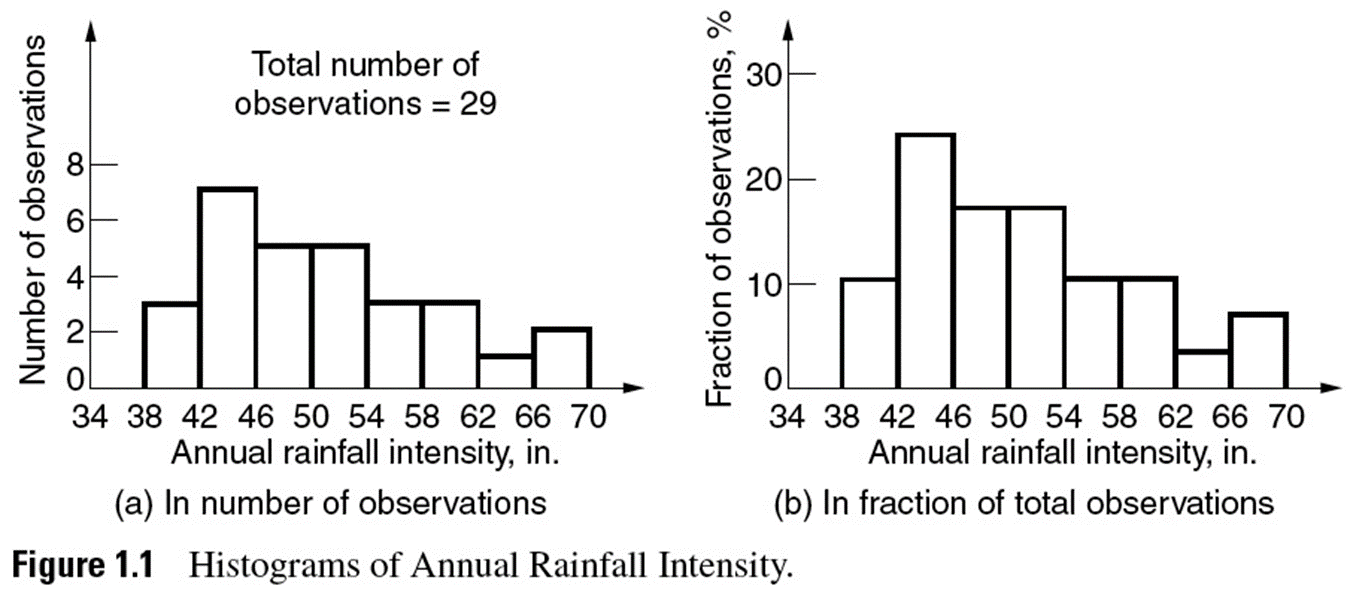 Number of observations
Total number of
observations = 29
8
6
4
2
0
34 38 42 46 50 54 58 62 66 70
Annual rainfall intensity, in.
(a) In number of observations
Fraction of observations, %
30
20
10
0
34 38 42 46 50 54 58 62 66 70
Annual rainfall intensity, in.
(b) In fraction of total observations
Figure 1.1 Histograms of Annual Rainfall Intensity.